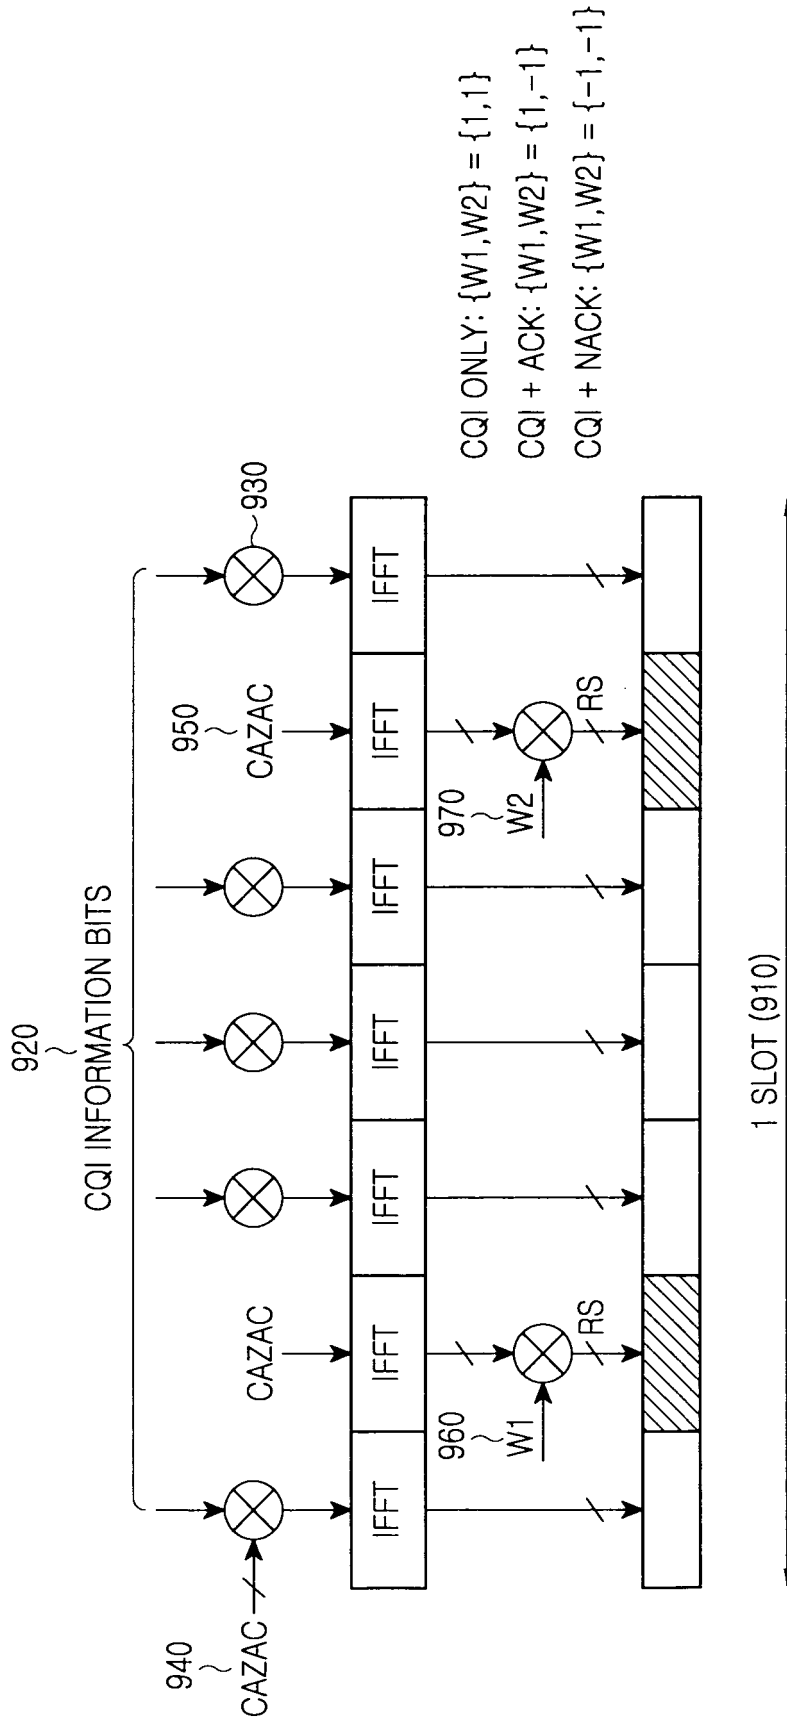 920
CQI INFORMATION BITS
940
CAZAC
CAZAC
950
CAZAC
930
IFFT
IFFT
IFFT
IFFT
IFFT
IFFT
IFFT
960
W1
RS
970
W2
RS
CQI ONLY: {W1,W2} = {1,1}
CQI + ACK: {W1,W2} = {1,-1}
CQI + NACK: {W1,W2} = {-1,-1}
1 SLOT (910)